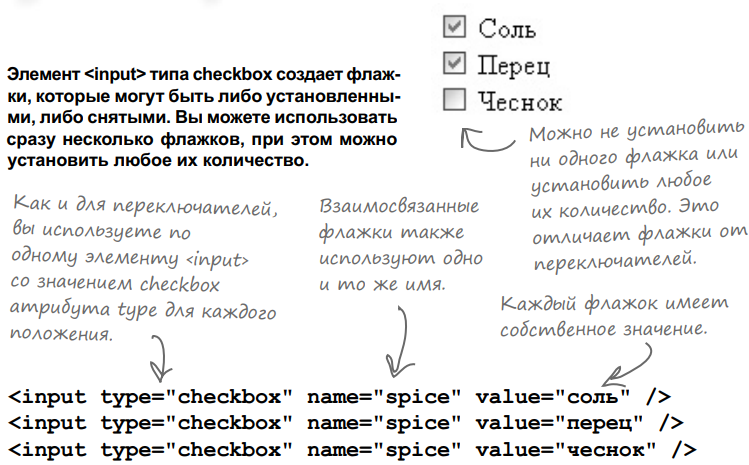 Соль
Перец
Чеснок
Элемент <input> типа checkbox создает флаж-
ки, которые могут быть либо установленны-
ми, либо снятыми. Вы можете использовать
сразу несколько флажков, при этом можно
установить любое их количество.
Можно не установить
ни одного флажка или
установить любое
их количество. Это
отличает флажки от
переключателей.
Как и для переключателей,
вы используете по
одному элементу <input>
со значением checkbox
атрибута type для каждого
положения.
Взаимосвязанные
флажки также
используют одно
и то же имя.
Каждый флажок имеет
собственное значение.
<input type="checkbox" name="spice" value="соль" />
<input type="checkbox" name="spice" value="перец" />
<input type="checkbox" name="spice" value="чеснок" />